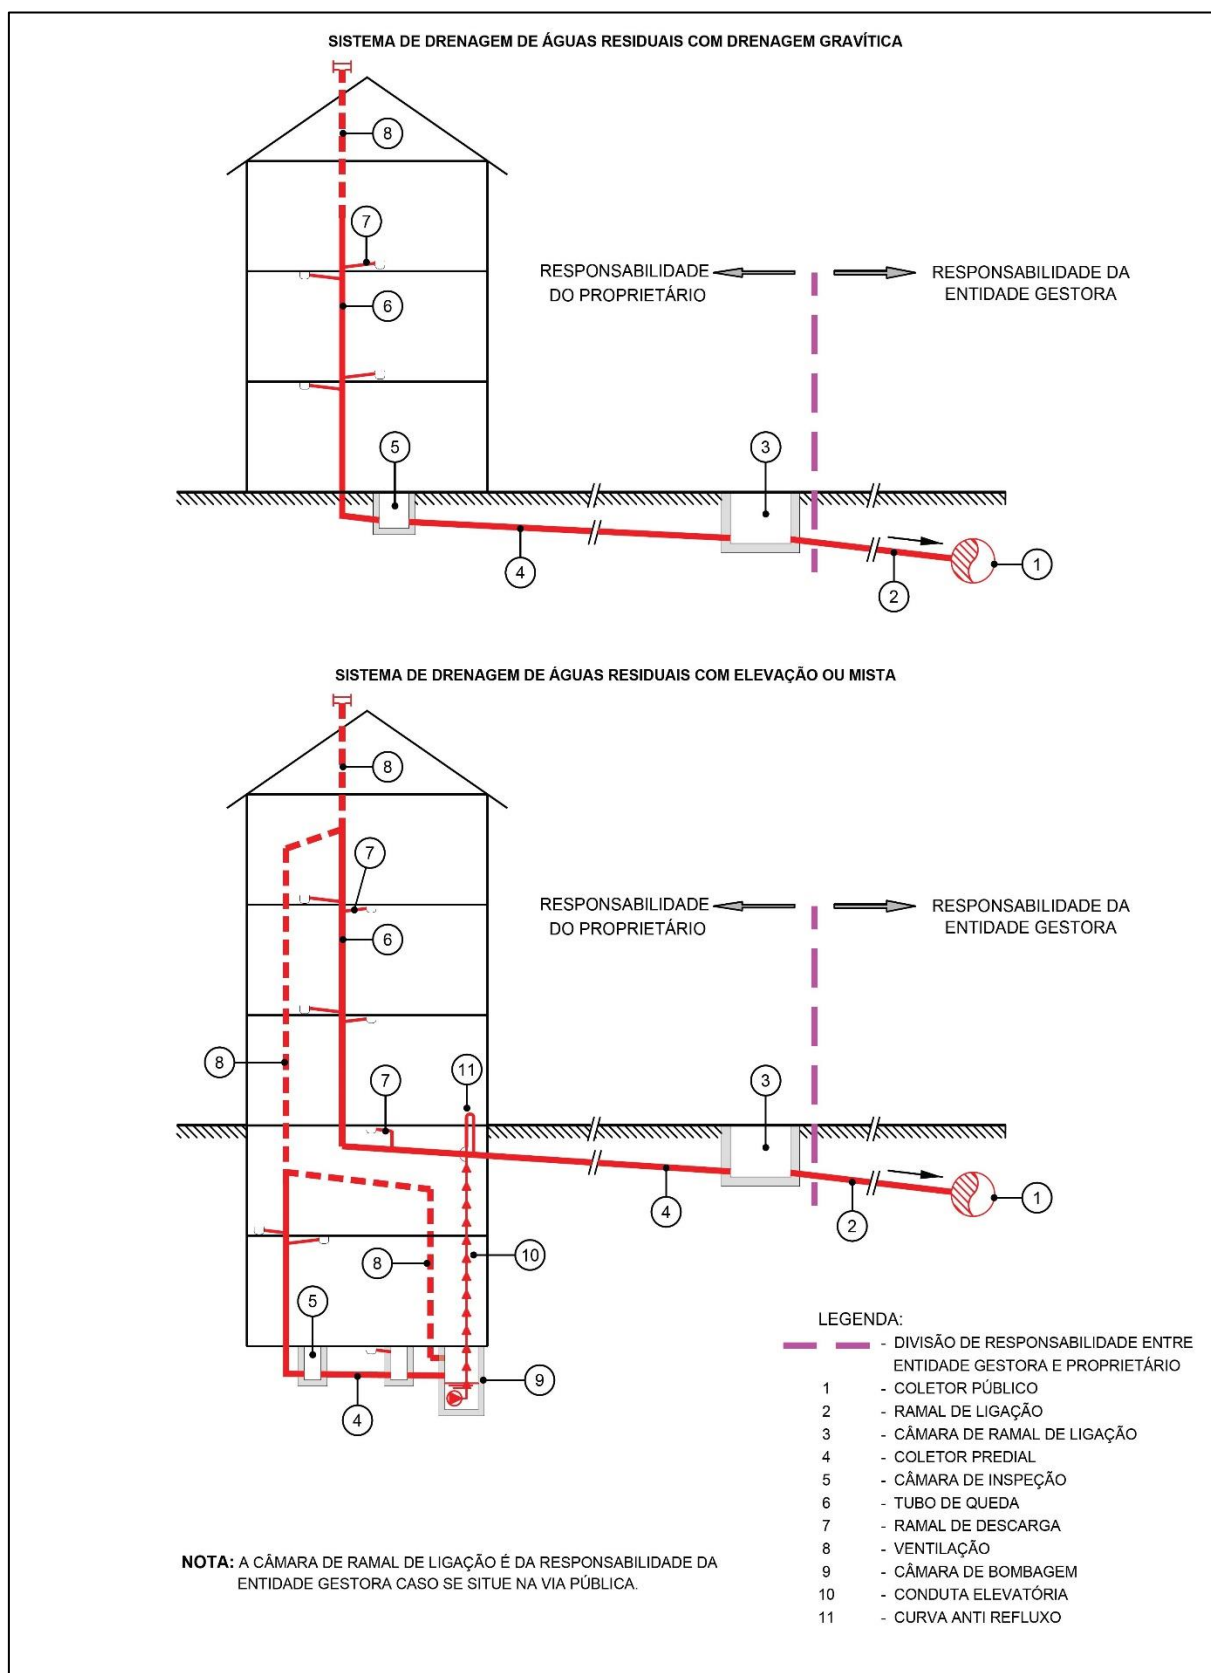 SISTEMA DE DRENAGEM DE ÁGUAS RESIDUAIS COM DRENAGEM GRAVÍTICA
8
7
6
RESPONSABILIDADE
DO PROPRIETÁRIO
RESPONSABILIDADE DA
ENTIDADE GESTORA
5
3
4
2
1
SISTEMA DE DRENAGEM DE ÁGUAS RESIDUAIS COM ELEVAÇÃO OU MISTA
8
7
6
RESPONSABILIDADE
DO PROPRIETÁRIO
RESPONSABILIDADE DA
ENTIDADE GESTORA
8
7
11
3
4
2
1
8
10
5
9
4
LEGENDA:
- DIVISÃO DE RESPONSABILIDADE ENTRE
ENTIDADE GESTORA E PROPRIETÁRIO
1 - COLETOR PÚBLICO
2 - RAMAL DE LIGAÇÃO
3 - CÂMARA DE RAMAL DE LIGAÇÃO
4 - COLETOR PREDIAL
5 - CÂMARA DE INSPEÇÃO
6 - TUBO DE QUEDA
7 - RAMAL DE DESCARGA
8 - VENTILAÇÃO
9 - CÂMARA DE BOMBAGEM
10 - CONDUTA ELEVATÓRIA
11 - CURVA ANTI REFLUXO
NOTA: A CÂMARA DE RAMAL DE LIGAÇÃO É DA RESPONSABILIDADE DA
ENTIDADE GESTORA CASO SE SITUE NA VIA PÚBLICA.